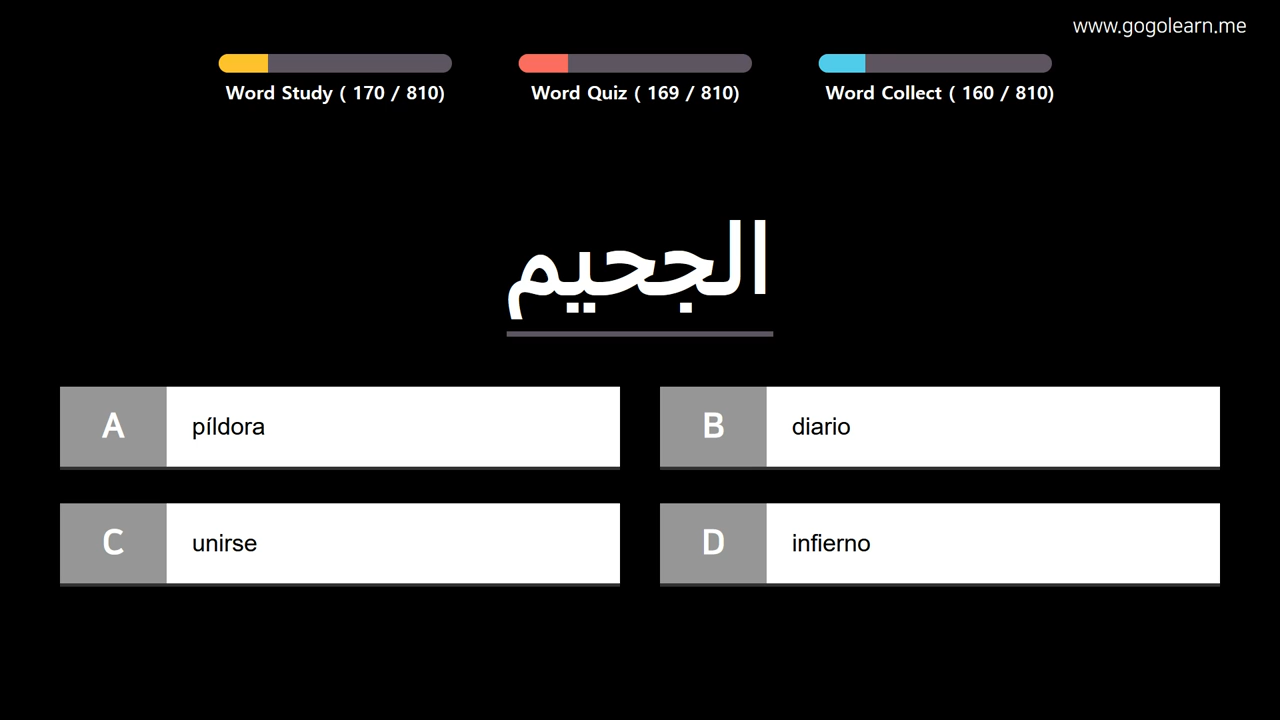 www.gogolearn.me
Word Study ( 170 / 810)
Word Quiz ( 169 / 810)
Word Collect ( 160 / 810)
الجحيم
A píldora
B diario
C unirse
D infierno